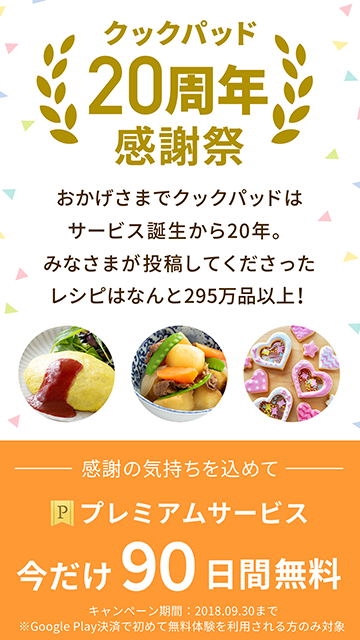 クックパッド
20周年
感謝祭
おかげさまでクックパッドは
サービス誕生から20年。
みなさまが投稿してくださった
レシピはなんと295万品以上！
感謝の気持ちを込めて
P プレミアムサービス
今だけ90日間無料
キャンペーン期間：2018.09.30まで
※Google Play決済で初めて無料体験を利用される方のみ対象